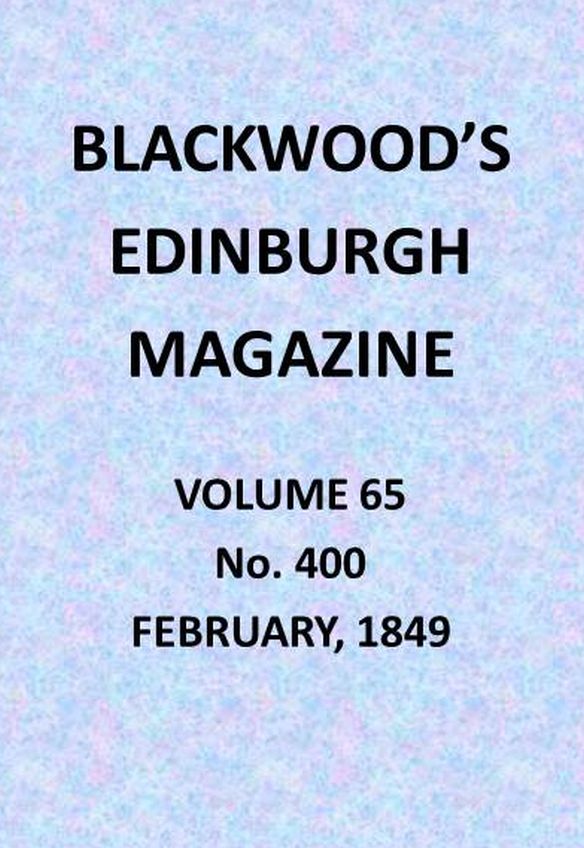 BLACKWOOD’S
EDINBURGH
MAGAZINE
VOLUME 65
No. 400
FEBRUARY, 1849